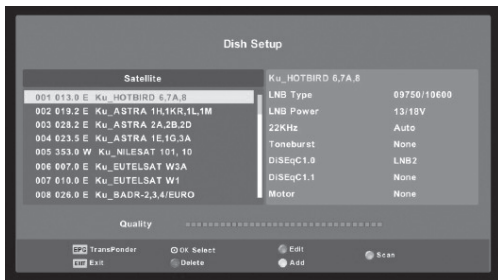 Dish Setup
Satellite
001 013.0 E Ku_HOTBIRD 6,7A,8
002 019.2 E Ku_ASTRA 1H,1KR,1L,1M
003 028.2 E Ku_ASTRA 2A,2B,2D
004 023.5 E Ku_ASTRA 1E,1G,3A
005 353.0 W Ku_NILESAT 101, 10
006 007.0 E Ku_EUTELSAT W3A
007 010.0 E Ku_EUTELSAT W1
008 026.0 E Ku_BADR-2,3,4/EURO
Ku_HOTBIRD 6,7A,8
LNB Type 09750/10600
LNB Power 13/18V
22KHz Auto
Toneburst None
DiSEqC1.0 LNB2
DiSEqC1.1 None
Motor None
Quality
EPG TransPonder OK Select Edit Scan
EXIT Exit Delete Add